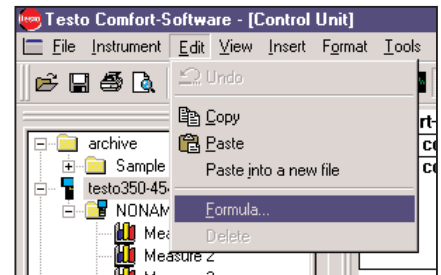 Testo Comfort-Software - [Control Unit]
File Instrument Edit View Insert Format Tools
Undo
Copy
Paste
Paste into a new file
Formula...
Delete
archive
Sample
testo350-454
NONAM
Mea
Measure 2